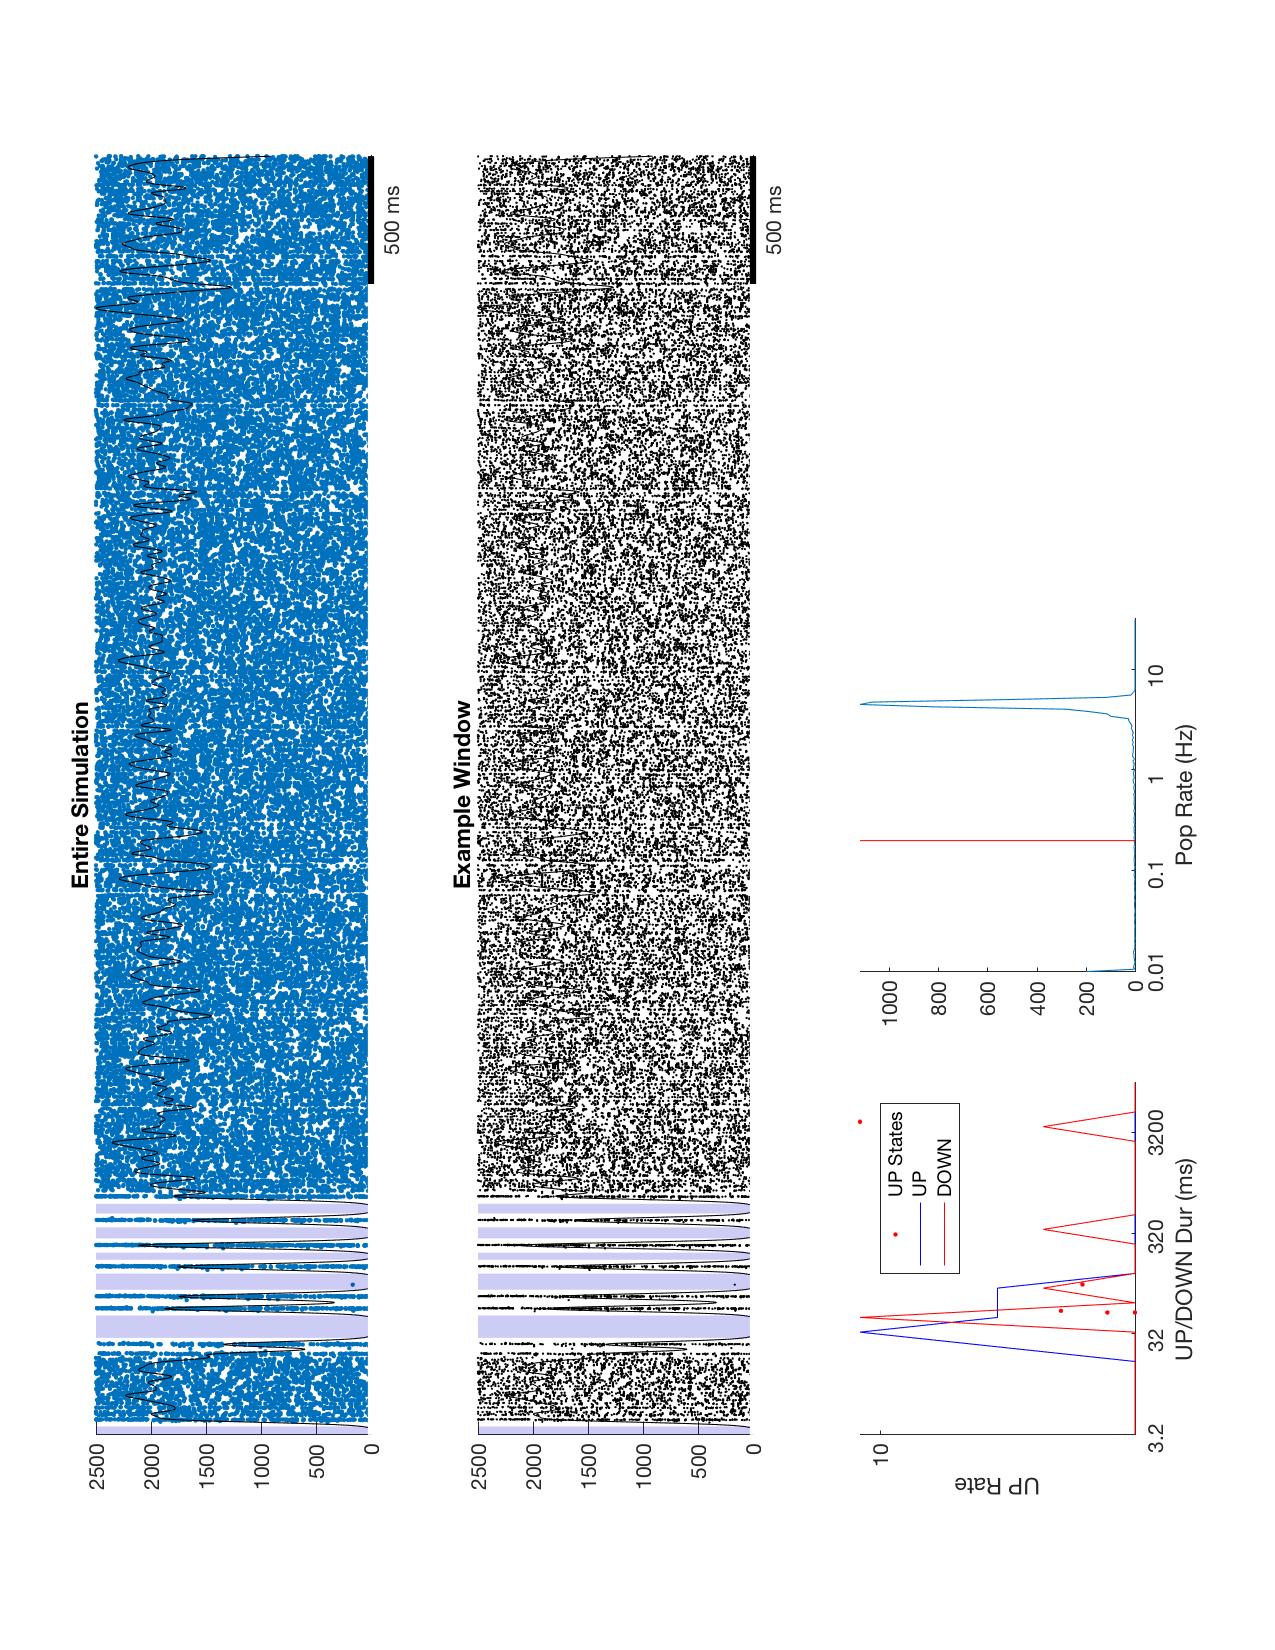 Entire Simulation
2500
2000
1500
1000
500
0
500 ms
Example Window
2500
2000
1500
1000
500
0
500 ms
UP Rate
10
UP States
UP
DOWN
3.2 32 320 3200
UP/DOWN Dur (ms)
1000
800
600
400
200
0
0.01 0.1 1 10
Pop Rate (Hz)